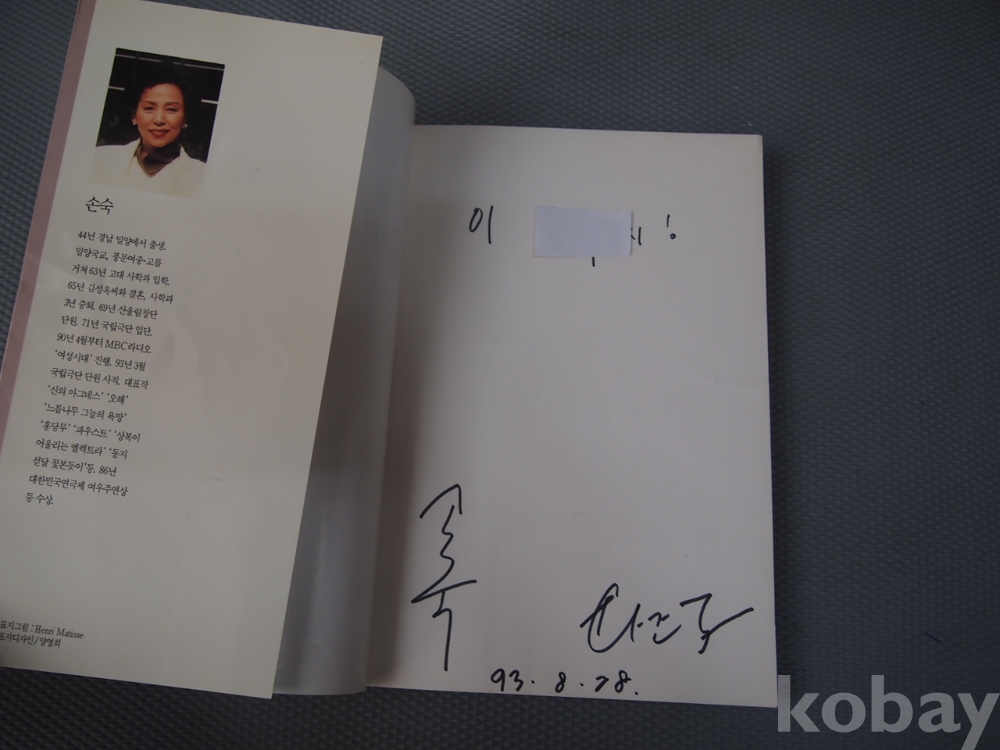 손숙
44년 경남 밀양에서 출생.
밀양국교, 풍문여중·고를
거쳐 63년 고대 사학과 입학.
65년 김성옥씨와 결혼, 사학과
3년 중퇴. 69년 산울림창단
단원. 71년 국립극단 입단.
90년 4월부터 MBC라디오
‘여성시대’ 진행. 93년 3월
국립극단 단원 사직. 대표작
‘신의 아그네스’ ‘오해’
‘느릅나무 그늘의 욕망’
‘홍당무’ ‘파우스트’ ‘상복이
어울리는 엘렉트라’ ‘동지
섣달 꽃본듯이’ 등. 86년
대한민국연극제 여우주연상
등 수상.
표지그림 : Henri Matisse
표지디자인/양영희
이 !
손숙
93. 8. 28.
kobay